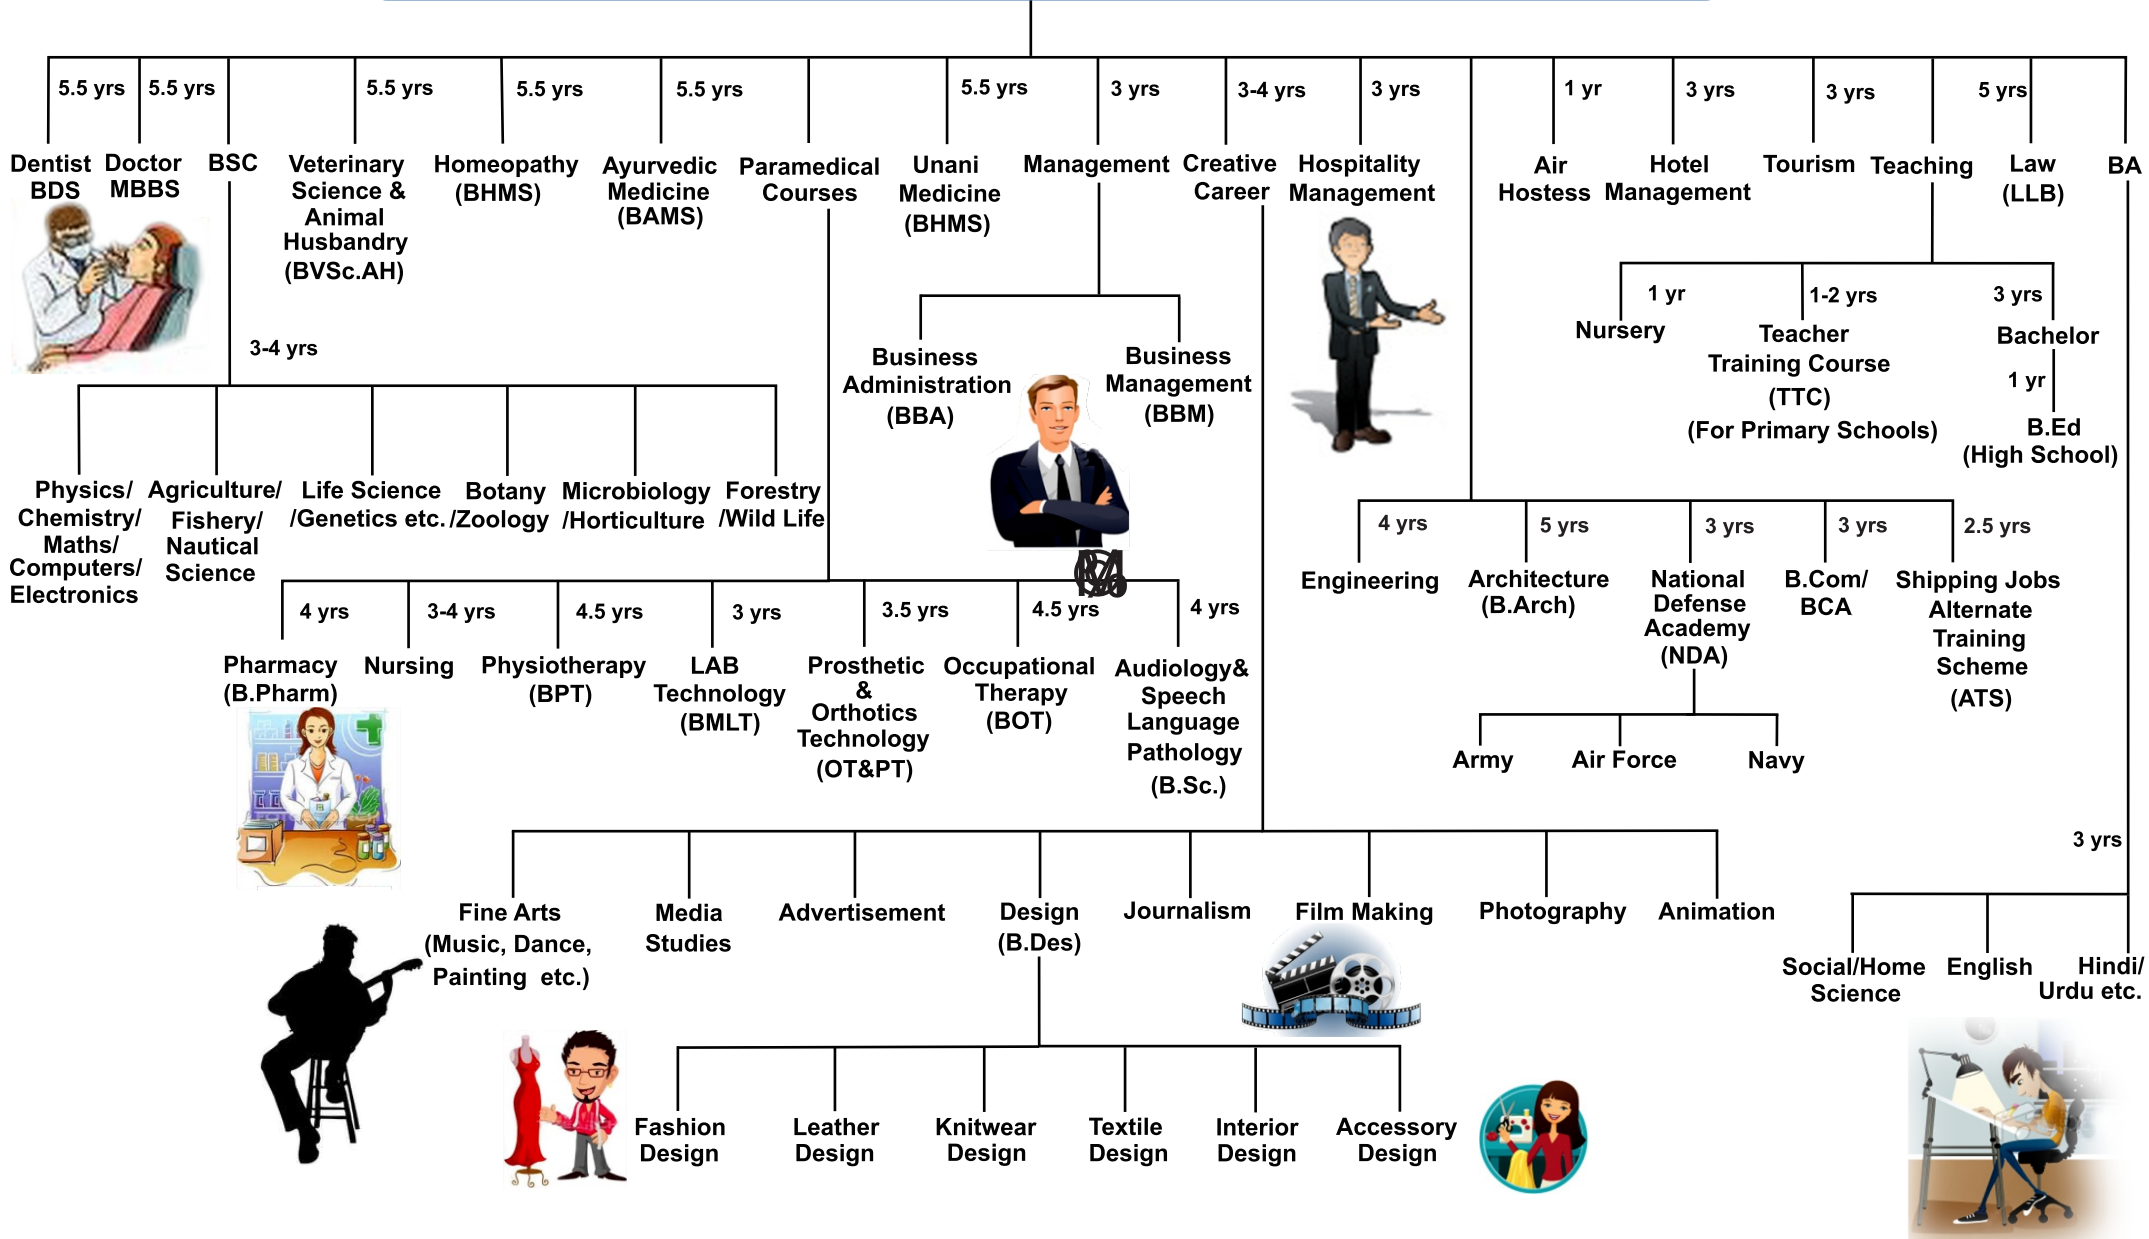 5.5 yrs
5.5 yrs
5.5 yrs
5.5 yrs
5.5 yrs
5.5 yrs
3 yrs
3-4 yrs
3 yrs
1 yr
3 yrs
3 yrs
5 yrs
Dentist
BDS
Doctor
MBBS
BSC
Veterinary
Science &
Animal
Husbandry
(BVSc.AH)
Homeopathy
(BHMS)
Ayurvedic
Medicine
(BAMS)
Paramedical
Courses
Unani
Medicine
(BHMS)
Management
Creative
Career
Hospitality
Management
Air
Hostess
Hotel
Management
Tourism
Teaching
Law
(LLB)
BA
1 yr
1-2 yrs
3 yrs
Nursery
Teacher
Training Course
(TTC)
(For Primary Schools)
Bachelor
1 yr
B.Ed
(High School)
3-4 yrs
Business
Administration
(BBA)
Business
Management
(BBM)
Physics/
Chemistry/
Maths/
Computers/
Electronics
Agriculture/
Fishery/
Nautical
Science
Life Science
/Genetics etc.
Botany
/Zoology
Microbiology
/Horticulture
Forestry
/Wild Life
4 yrs
5 yrs
3 yrs
3 yrs
2.5 yrs
Engineering
Architecture
(B.Arch)
National
Defense
Academy
(NDA)
B.Com/
BCA
Shipping Jobs
Alternate
Training
Scheme
(ATS)
4 yrs
3-4 yrs
4.5 yrs
3 yrs
3.5 yrs
4.5 yrs
4 yrs
Pharmacy
(B.Pharm)
Nursing
Physiotherapy
(BPT)
LAB
Technology
(BMLT)
Prosthetic
&
Orthotics
Technology
(OT&PT)
Occupational
Therapy
(BOT)
Audiology&
Speech
Language
Pathology
(B.Sc.)
Army
Air Force
Navy
3 yrs
Fine Arts
(Music, Dance,
Painting etc.)
Media
Studies
Advertisement
Design
(B.Des)
Journalism
Film Making
Photography
Animation
Social/Home
Science
English
Hindi/
Urdu etc.
Fashion
Design
Leather
Design
Knitwear
Design
Textile
Design
Interior
Design
Accessory
Design